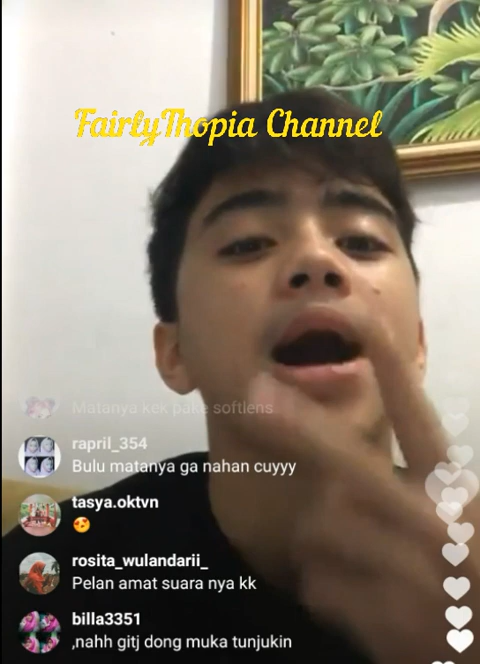 FairlyThopia Channel
Matanya kek pake softlens
rapril_354
Bulu matanya ga nahan cuyyy
tasya.oktvn
😍
rosita_wulandarii_
Pelan amat suara nya kk
billa3351
,nahh gitj dong muka tunjukin